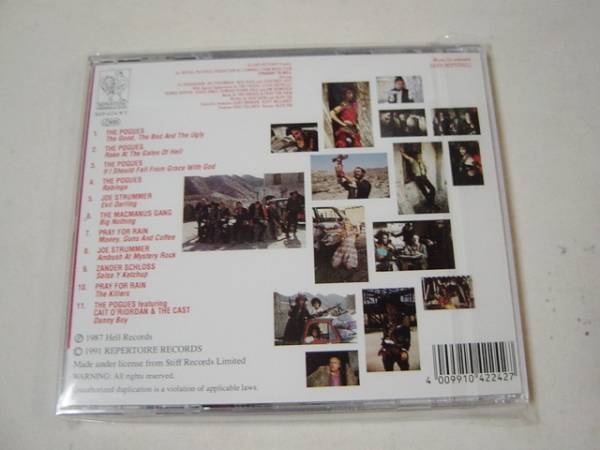 STRAIGHT TO HELL
1. THE POGUES
The Good, The Bad And The Ugly
2. THE POGUES
Rake At The Gates Of Hell
3. THE POGUES
If I Should Fall From Grace With God
4. THE POGUES
Rabinga
5. JOE STRUMMER
Evil Darling
6. THE MACMANUS GANG
Big Nothing
7. PRAY FOR RAIN
Money, Guns And Coffee
8. JOE STRUMMER
Ambush At Mystery Rock
9. ZANDER SCHLOSS
Salsa Y Ketchup
10. PRAY FOR RAIN
The Killers
11. THE POGUES featuring
CAIT O'RIORDAN & THE CAST
Danny Boy
℗ 1987 Hell Records
© 1991 REPERTOIRE RECORDS
Made under license from Stiff Records Limited
WARNING: All rights reserved.
Unauthorized duplication is a violation of applicable laws.
4 009910 422427